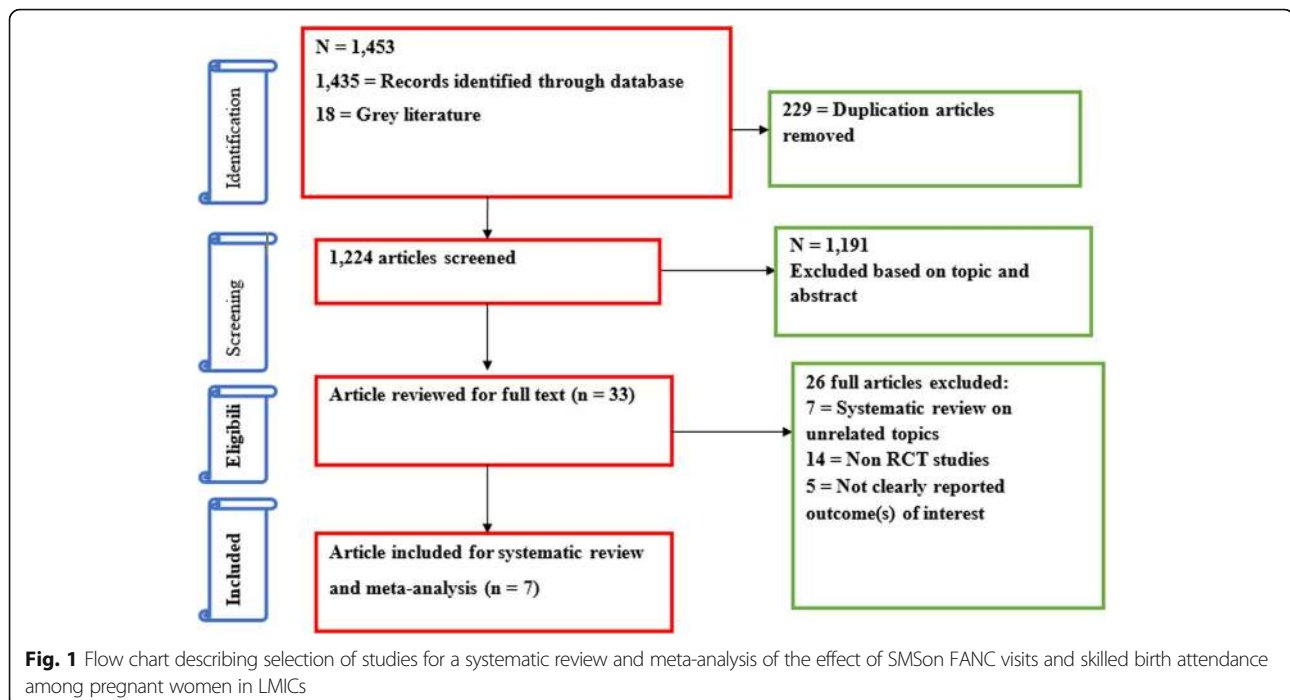 Identification
N = 1,453
1,435 = Records identified through database
18 = Grey literature
229 = Duplication articles
removed
Screening
1,224 articles screened
N = 1,191
Excluded based on topic and
abstract
Eligibili
Article reviewed for full text (n = 33)
26 full articles excluded:
7 = Systematic review on
unrelated topics
14 = Non RCT studies
5 = Not clearly reported
outcome(s) of interest
Included
Article included for systematic review
and meta-analysis (n = 7)
Fig. 1 Flow chart describing selection of studies for a systematic review and meta-analysis of the effect of SMSon FANC visits and skilled birth attendance
among pregnant women in LMICs